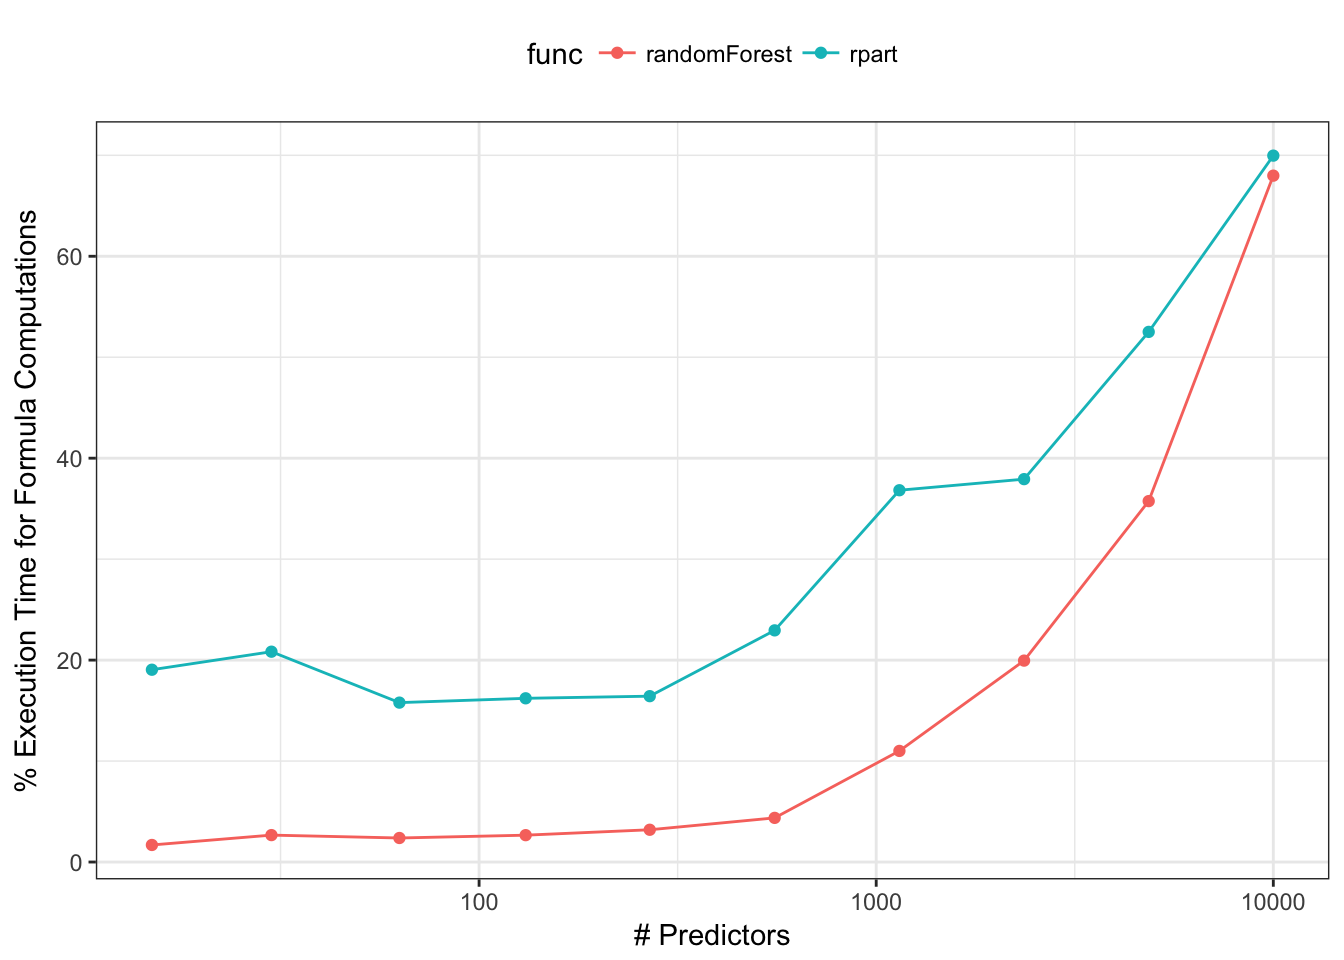 func randomForest rpart
% Execution Time for Formula Computations
60
40
20
0
100 1000 10000
# Predictors